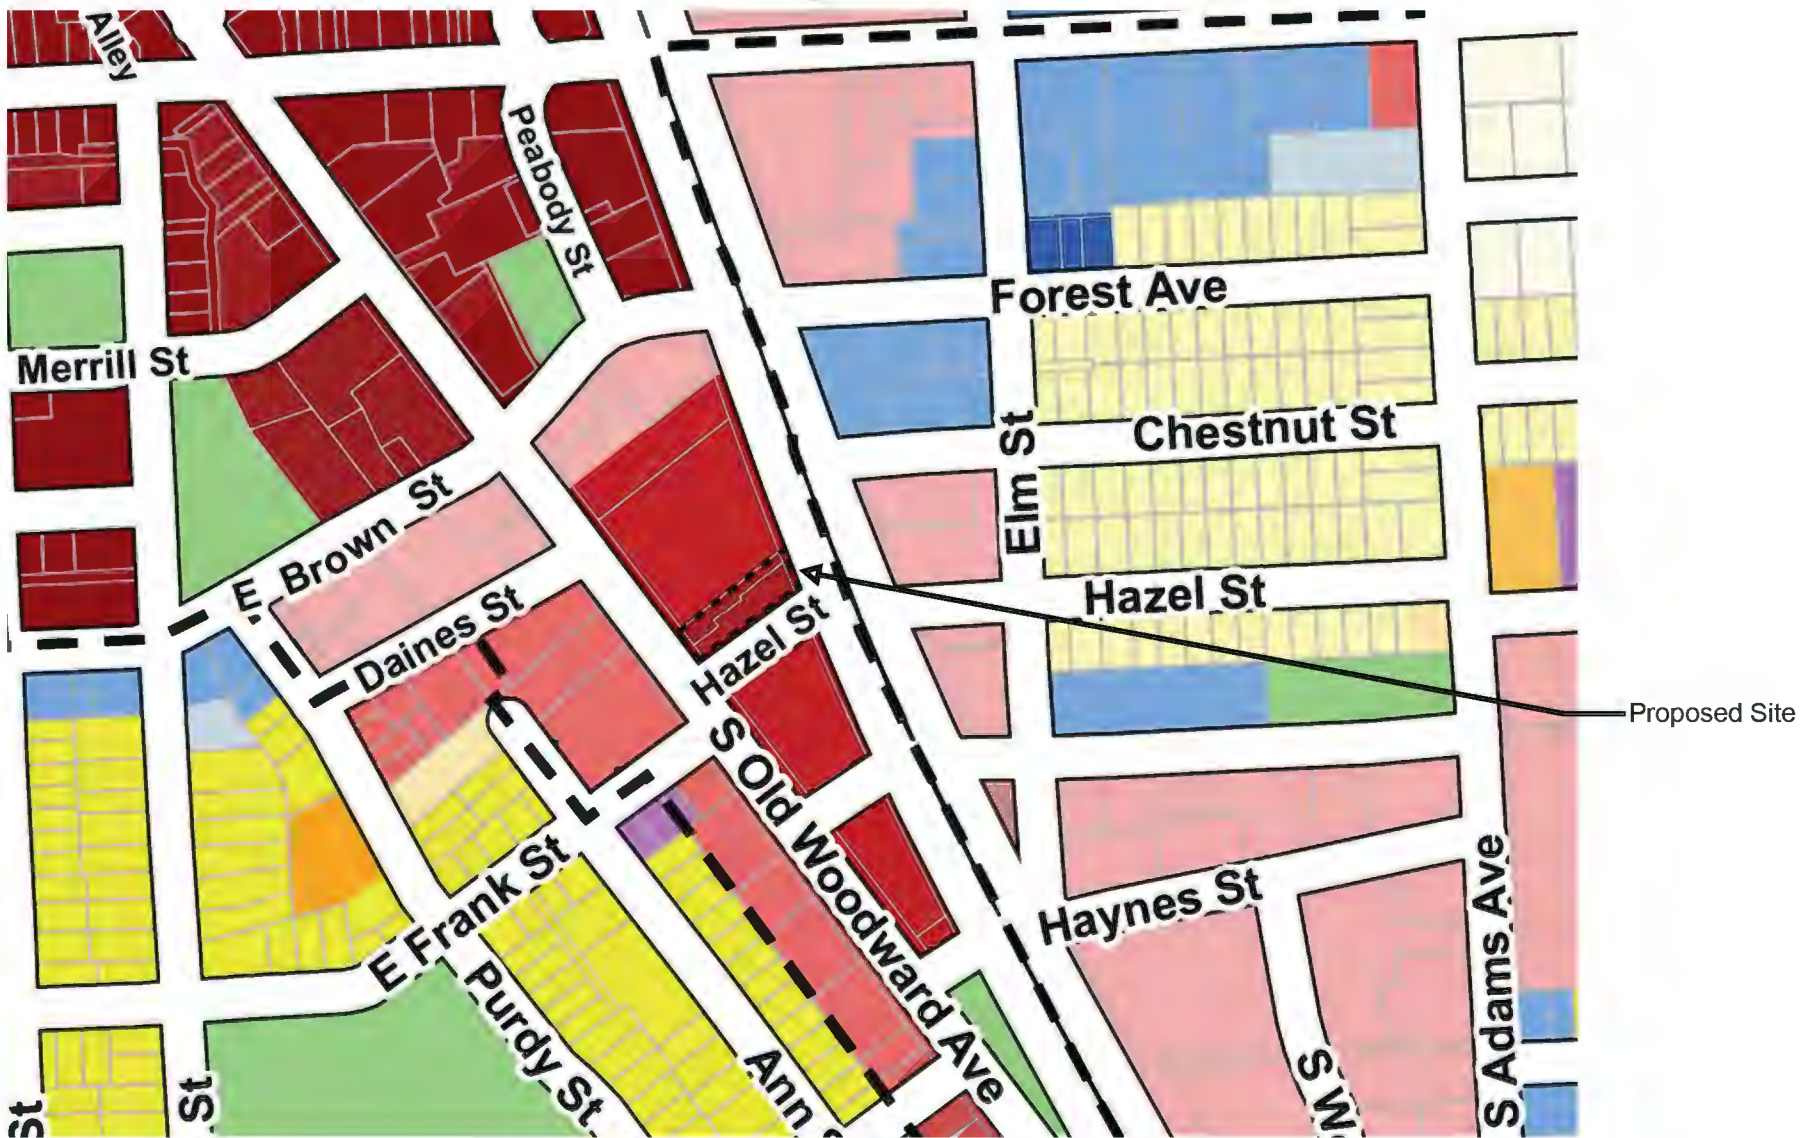 Alley
Peabody St
Forest Ave
Merrill St
Chestnut St
Elm St
E. Brown St
Hazel St
Daines St
Hazel St
Proposed Site
S Old Woodward Ave
E Frank St
Haynes St
S Adams Ave
Purdy St
Ann
S W
St
St